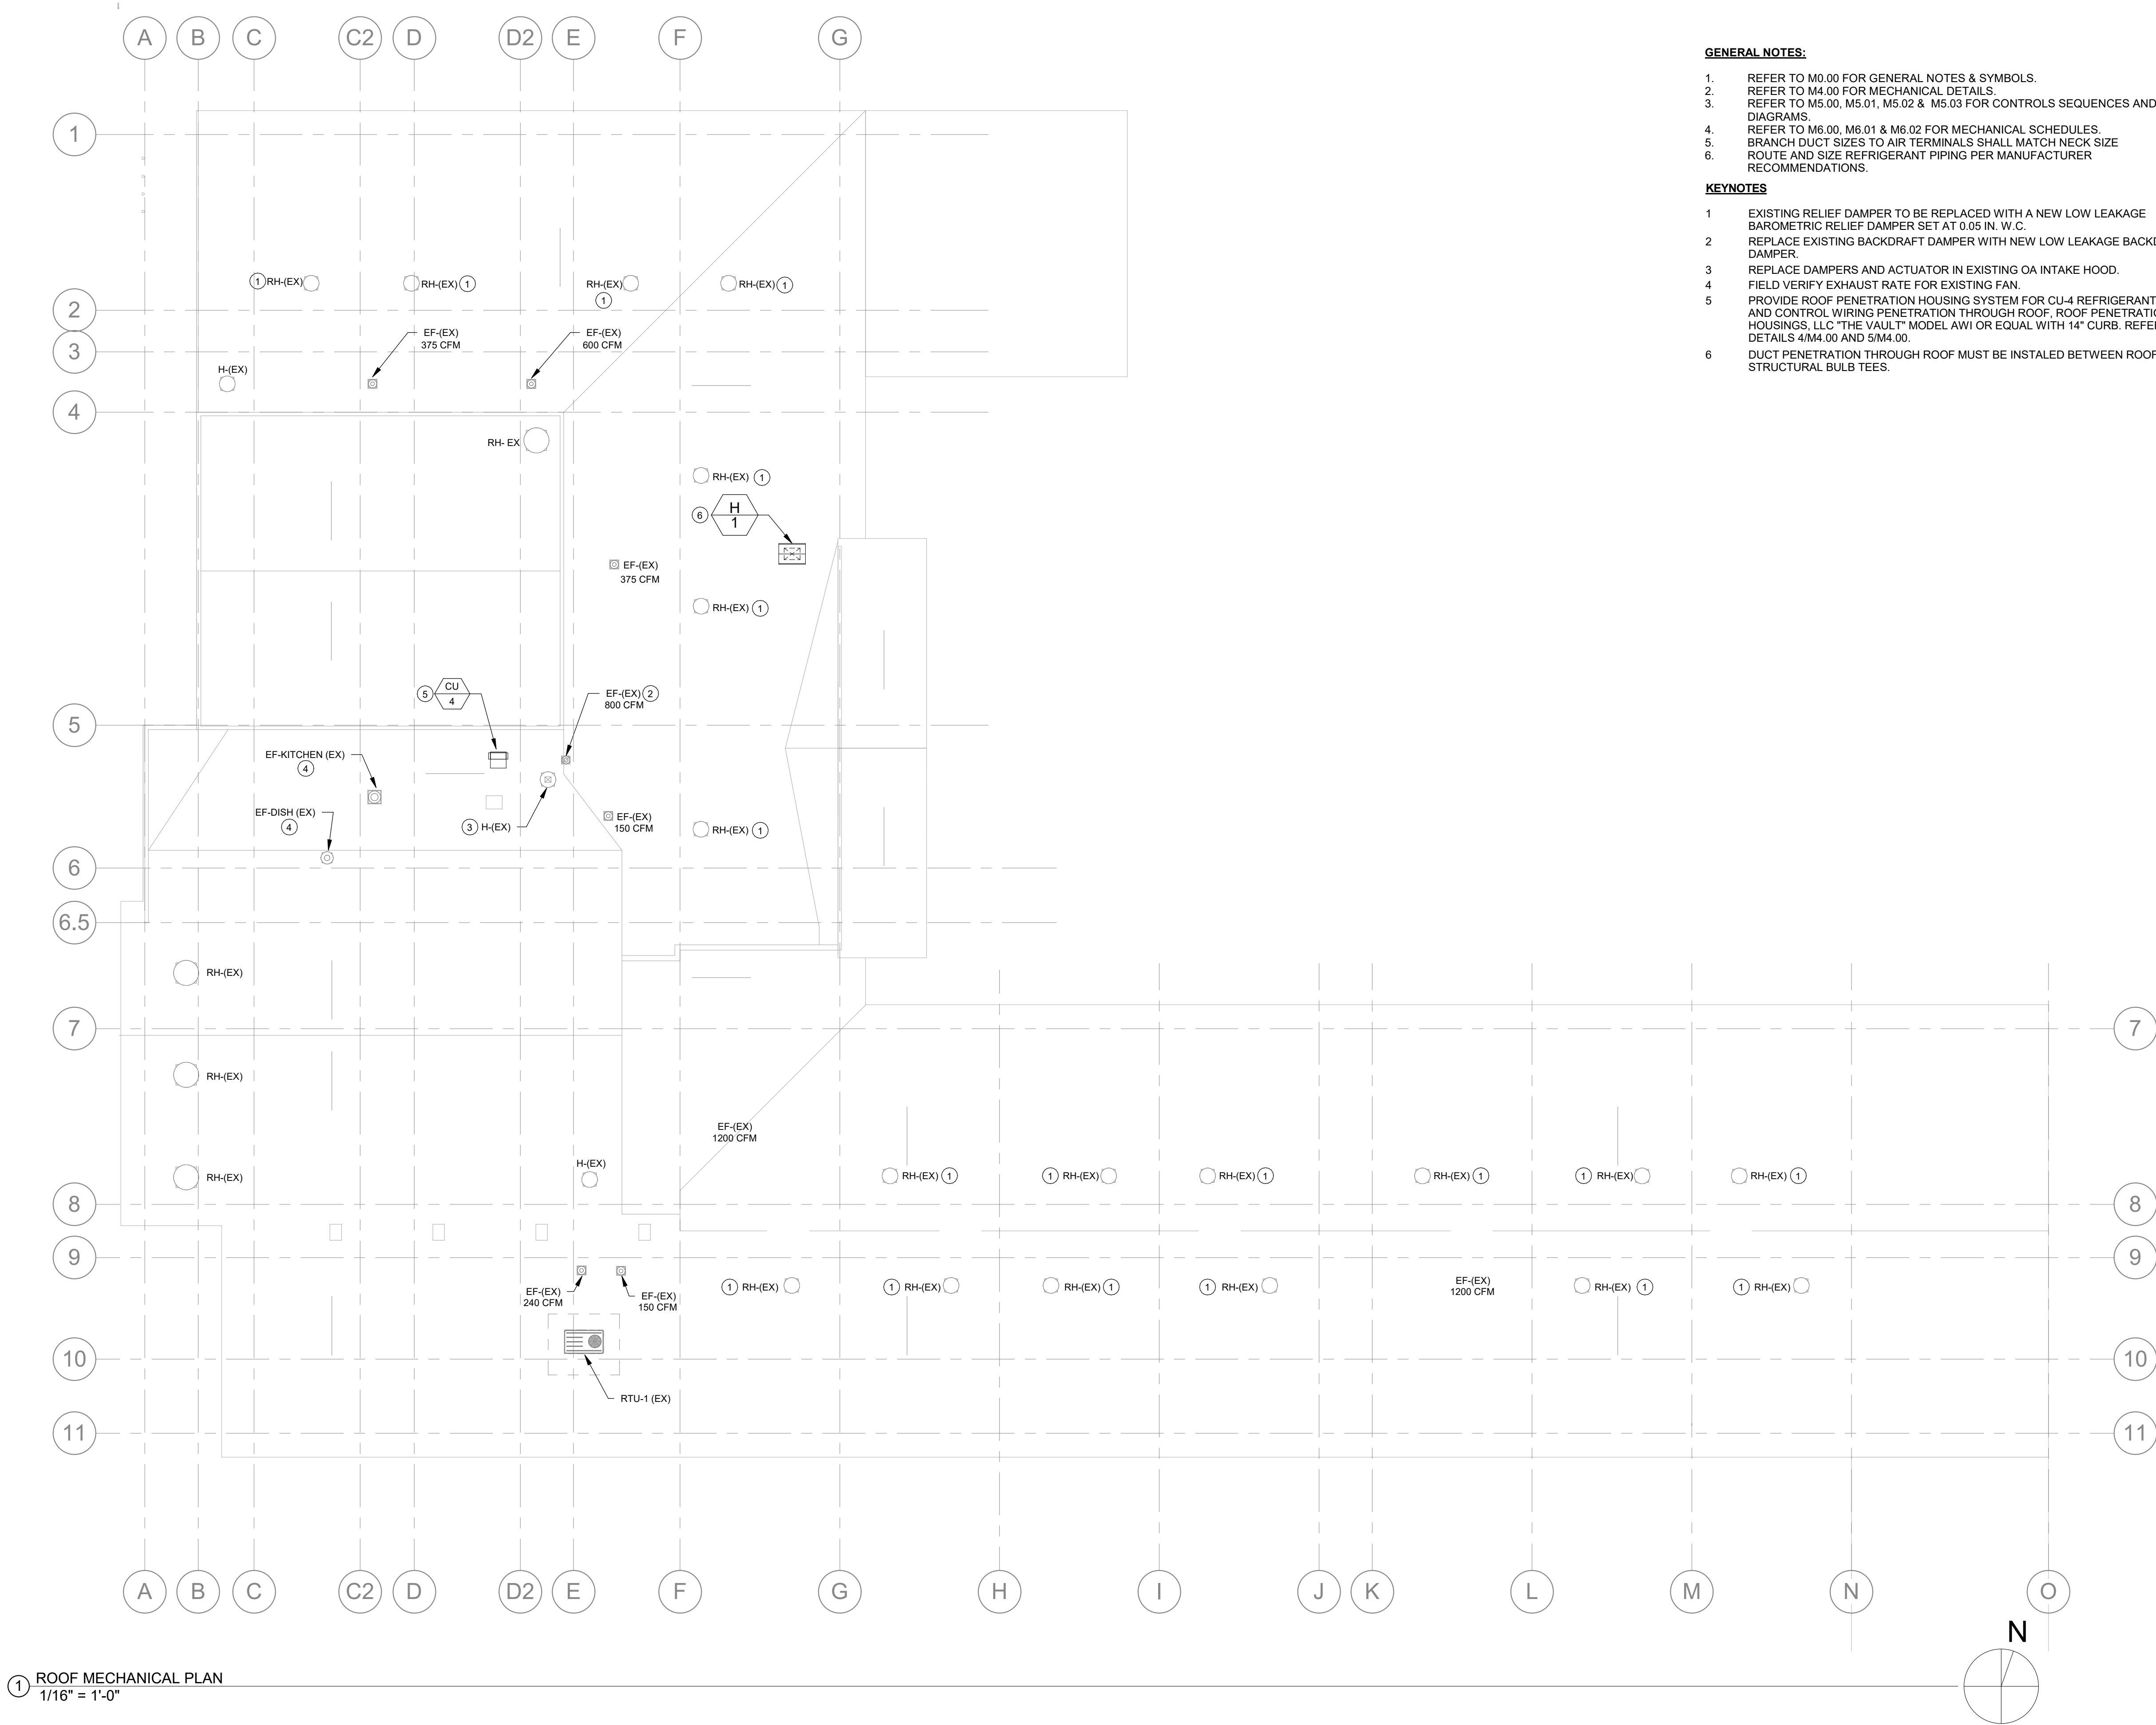 A B C C2 D D2 E F G
GENERAL NOTES:
1. REFER TO M0.00 FOR GENERAL NOTES & SYMBOLS.
2. REFER TO M4.00 FOR MECHANICAL DETAILS.
3. REFER TO M5.00, M5.01, M5.02 & M5.03 FOR CONTROLS SEQUENCES AND
DIAGRAMS.
4. REFER TO M6.00, M6.01 & M6.02 FOR MECHANICAL SCHEDULES.
5. BRANCH DUCT SIZES TO AIR TERMINALS SHALL MATCH NECK SIZE
6. ROUTE AND SIZE REFRIGERANT PIPING PER MANUFACTURER
RECOMMENDATIONS.
KEYNOTES
1 EXISTING RELIEF DAMPER TO BE REPLACED WITH A NEW LOW LEAKAGE
BAROMETRIC RELIEF DAMPER SET AT 0.05 IN. W.C.
2 REPLACE EXISTING BACKDRAFT DAMPER WITH NEW LOW LEAKAGE
DAMPER.
3 REPLACE DAMPERS AND ACTUATOR IN EXISTING OA INTAKE HOOD.
4 FIELD VERIFY EXHAUST RATE FOR EXISTING FAN.
5 PROVIDE ROOF PENETRATION HOUSING SYSTEM FOR CU-4 REFRIGERANT
AND CONTROL WIRING PENETRATION THROUGH ROOF, ROOF
HOUSINGS, LLC "THE VAULT" MODEL AWI OR EQUAL WITH 14" CURB.
DETAILS 4/M4.00 AND 5/M4.00.
6 DUCT PENETRATION THROUGH ROOF MUST BE INSTALED BETWEEN ROOF
STRUCTURAL BULB TEES.
1
1 RH-(EX)
RH-(EX) 1
RH-(EX)
1
RH-(EX) 1
2
EF-(EX)
375 CFM
EF-(EX)
600 CFM
3
H-(EX)
4
RH- EX
RH-(EX) 1
6 H
1
EF-(EX)
375 CFM
RH-(EX) 1
5 CU
4
EF-(EX) 2
800 CFM
5
EF-KITCHEN (EX)
4
EF-DISH (EX)
4
3 H-(EX)
EF-(EX)
150 CFM
RH-(EX) 1
6
6.5
RH-(EX)
7 7
RH-(EX)
EF-(EX)
1200 CFM
H-(EX)
RH-(EX)
RH-(EX) 1
1 RH-(EX)
RH-(EX) 1
RH-(EX) 1
1 RH-(EX)
RH-(EX) 1
8 8
9 9
EF-(EX)
240 CFM
EF-(EX)
150 CFM
1 RH-(EX)
1 RH-(EX)
RH-(EX) 1
1 RH-(EX)
EF-(EX)
1200 CFM
RH-(EX) 1
1 RH-(EX)
10 10
RTU-1 (EX)
11 11
A B C C2 D D2 E F G H I J K L M N O
N
1 ROOF MECHANICAL PLAN
1/16" = 1'-0"